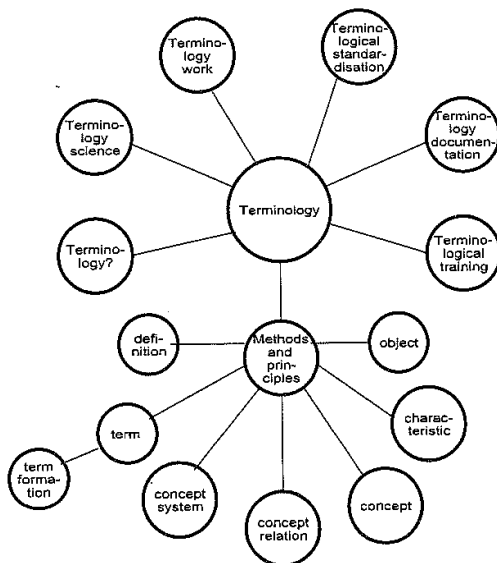 Termino-
logy
work
Termino-
logical
standar-
disation
Termino-
logy
science
Termino-
logy
documen-
tation
Terminology
Termino-
logy?
Termino-
logical
training
defi-
nition
Methods
and
prin-
ciples
object
term
charac-
teristic
term
forma-
tion
concept
system
concept
relation
concept